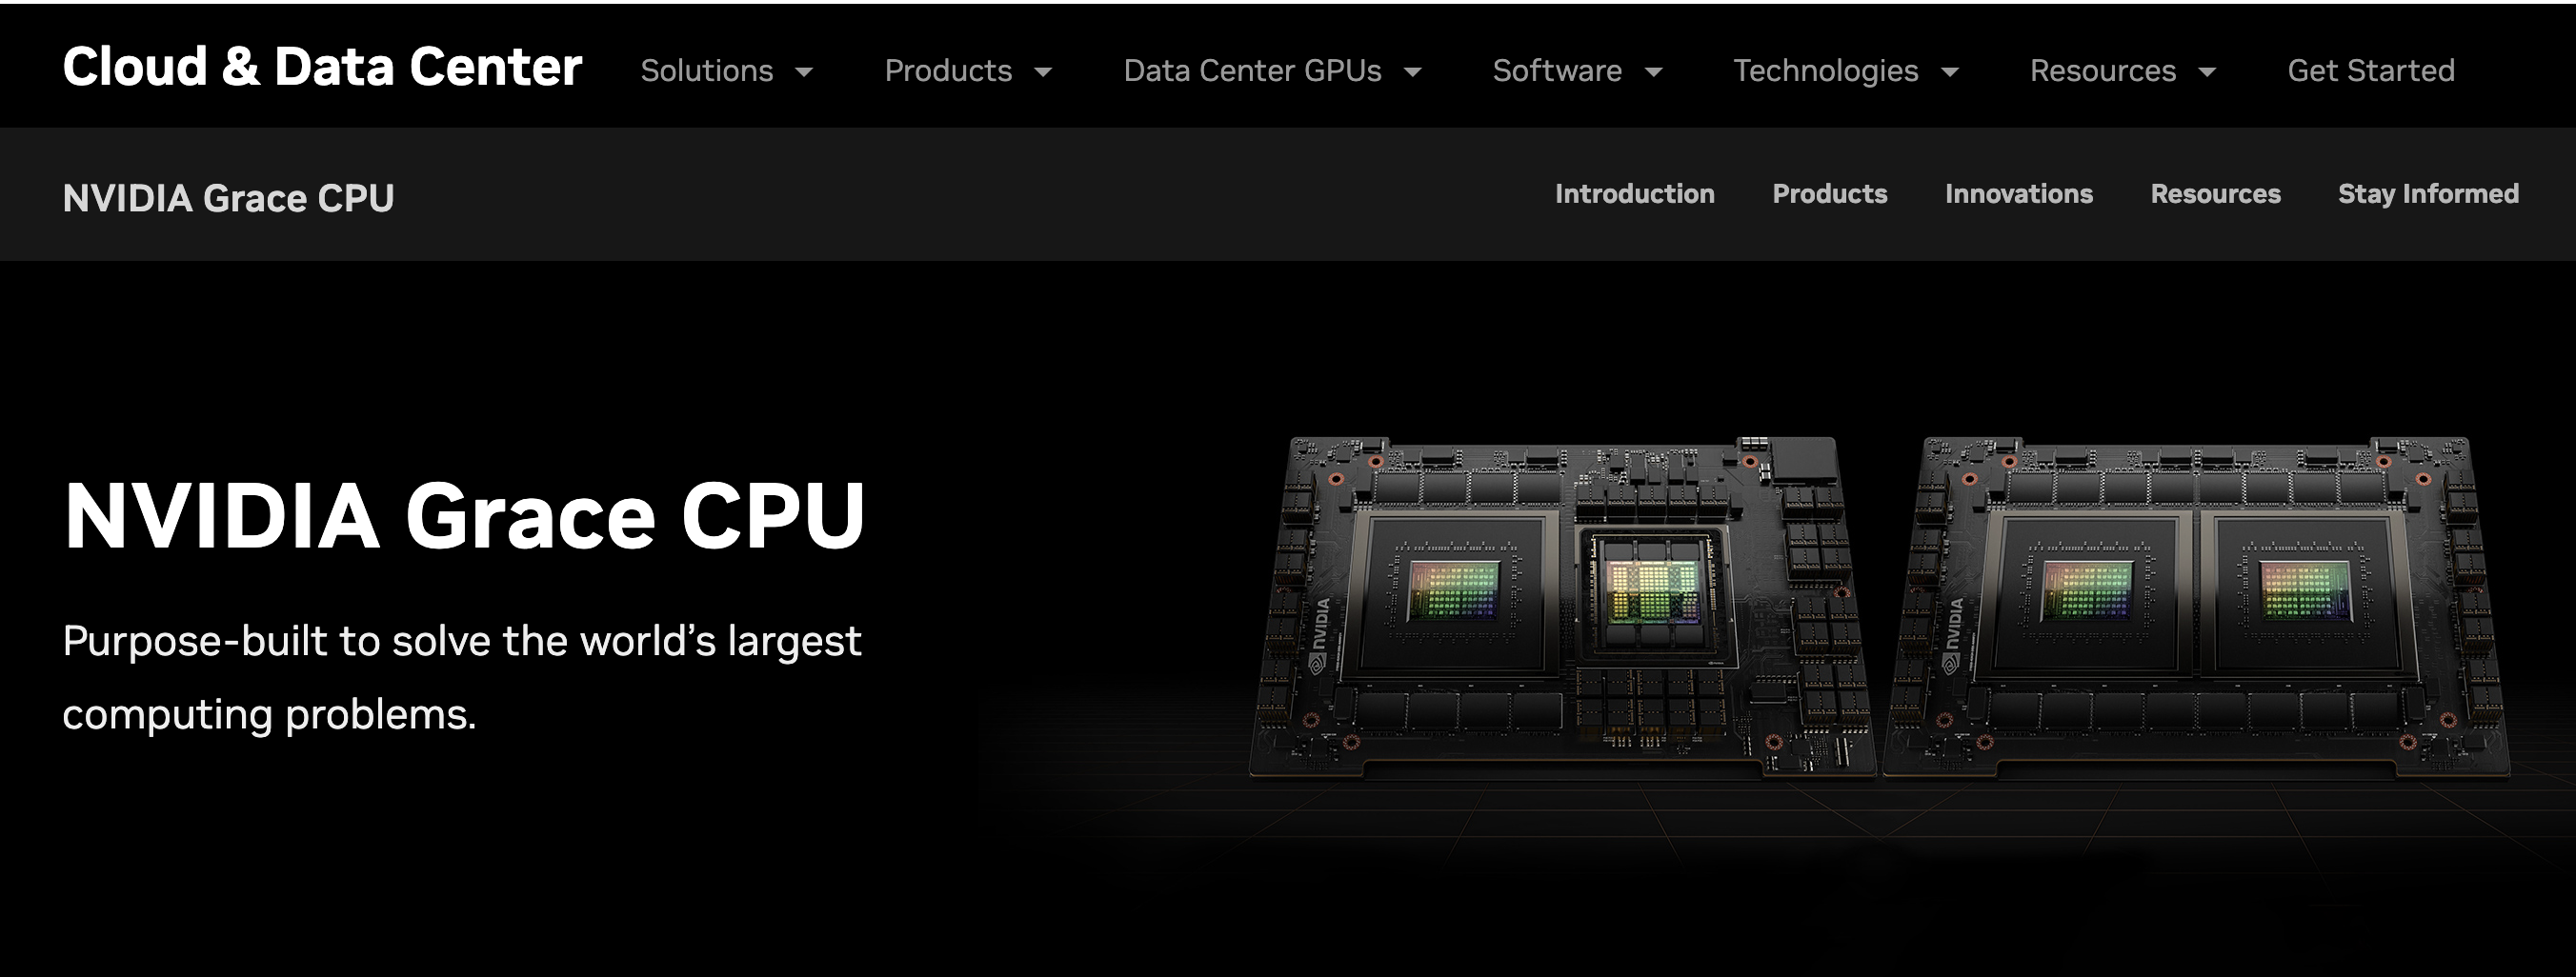 Cloud & Data Center Solutions Products Data Center GPUs Software Technologies Resources Get Started
NVIDIA Grace CPU Introduction Products Innovations Resources Stay Informed
NVIDIA Grace CPU
Purpose-built to solve the world’s largest
computing problems.
NVIDIA
NVIDIA